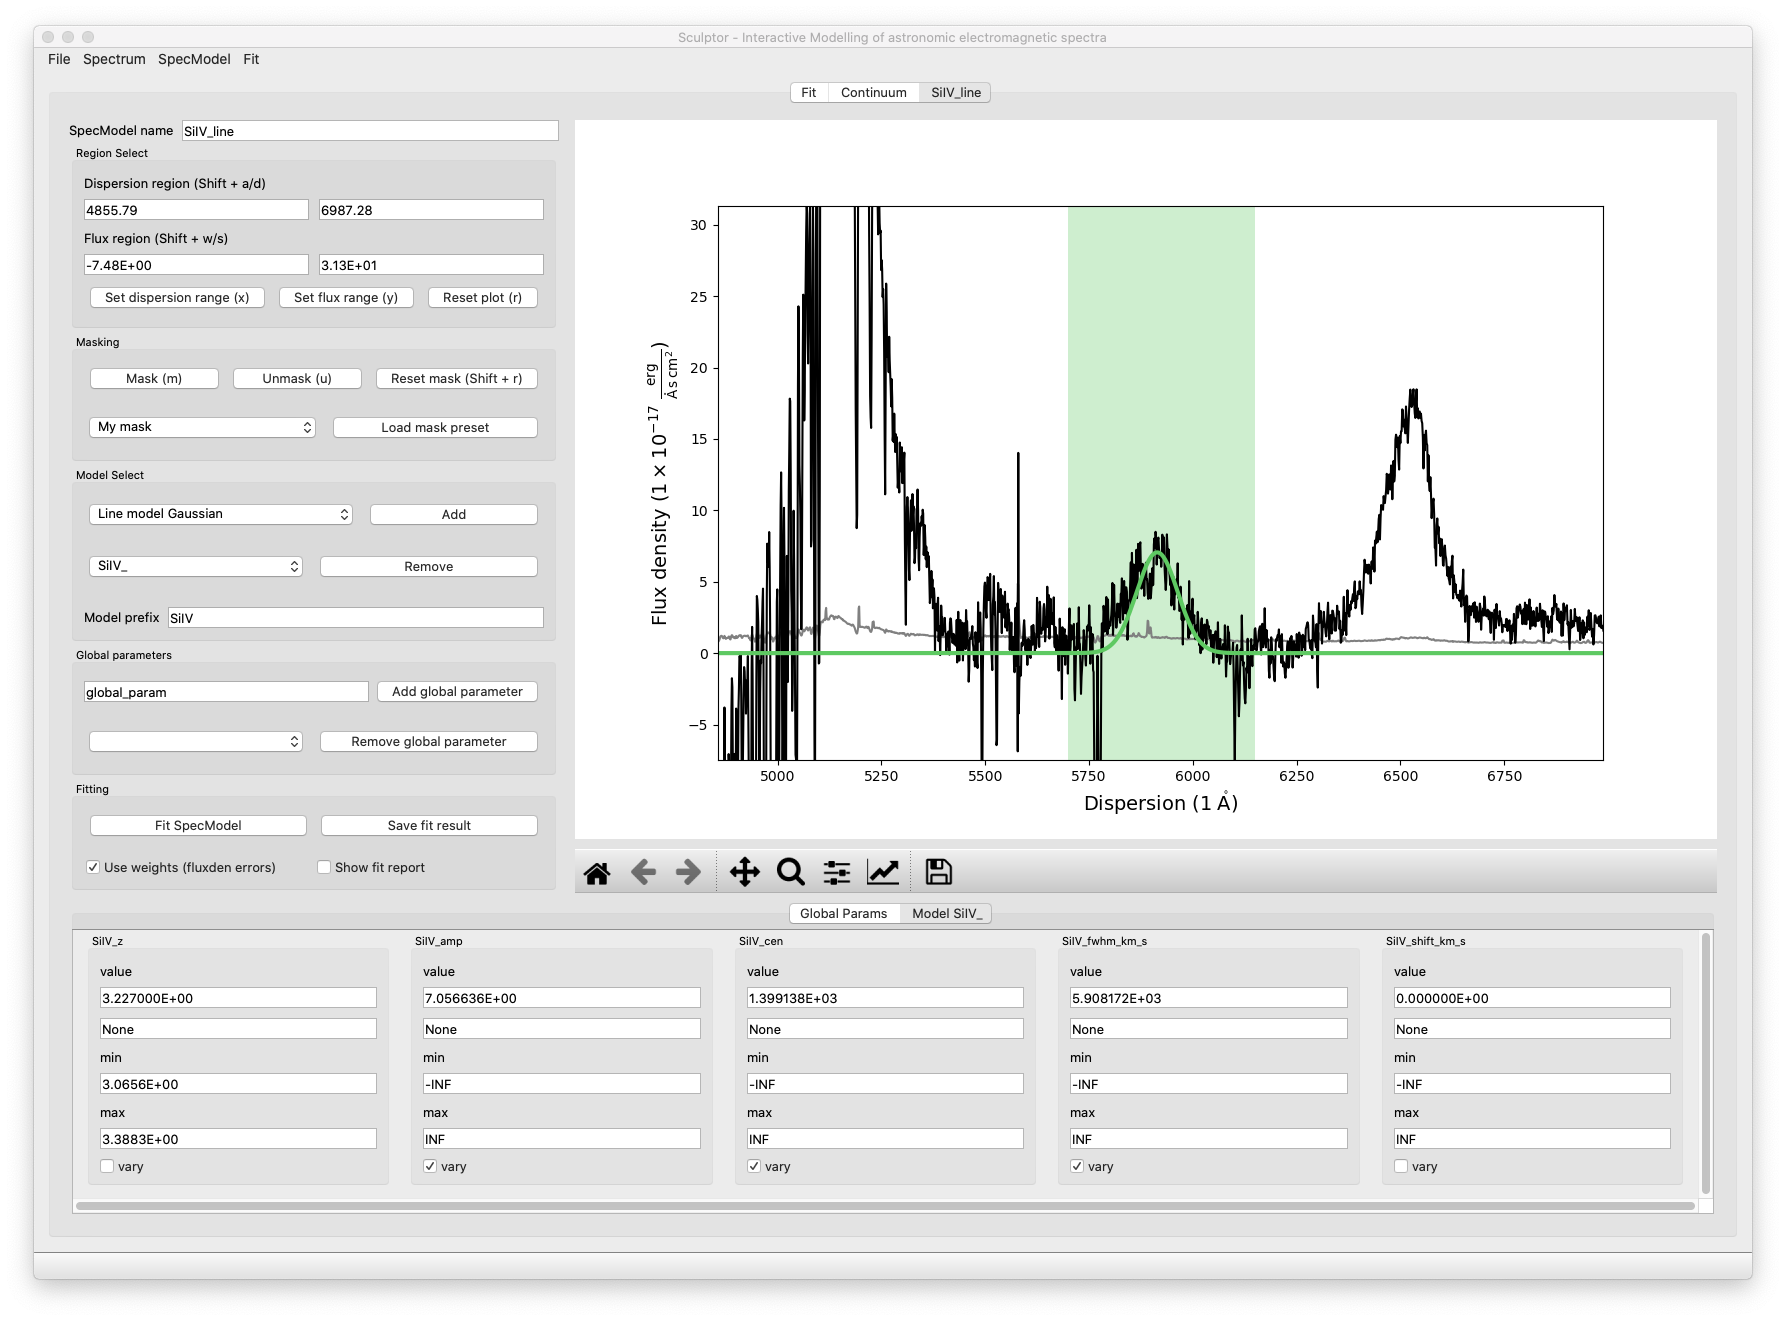 Sculptor - Interactive Modelling of astronomic electromagnetic spectra
File Spectrum SpecModel Fit
Fit Continuum SiIV_line
SpecModel name SiIV_line
Region Select
Dispersion region (Shift + a/d)
4855.79 6987.28
Flux region (Shift + w/s)
-7.48E+00 3.13E+01
Set dispersion range (x) Set flux range (y) Reset plot (r)
Masking
Mask (m) Unmask (u) Reset mask (Shift + r)
My mask Load mask preset
Model Select
Line model Gaussian Add
SiIV_ Remove
Model prefix SiIV
Global parameters
global_param Add global parameter
Remove global parameter
Fitting
Fit SpecModel Save fit result
Use weights (fluxden errors) Show fit report
Flux density (1 × 10⁻¹⁷ erg / Å s cm²)
30
25
20
15
10
5
0
−5
5000 5250 5500 5750 6000 6250 6500 6750
Dispersion (1 Å)
Global Params Model SiIV_
SiIV_z SiIV_amp SiIV_cen SiIV_fwhm_km_s SiIV_shift_km_s
value value value value value
3.227000E+00 7.056636E+00 1.399138E+03 5.908172E+03 0.000000E+00
None None None None None
min min min min min
3.0656E+00 -INF -INF -INF -INF
max max max max max
3.3883E+00 INF INF INF INF
vary vary vary vary vary